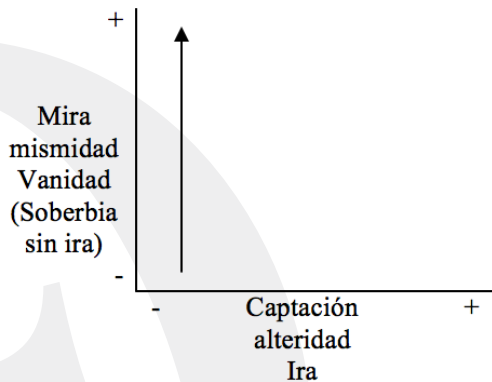 +
Mira
mismidad
Vanidad
(Soberbia
sin ira)
-
- Captación +
alteridad
Ira